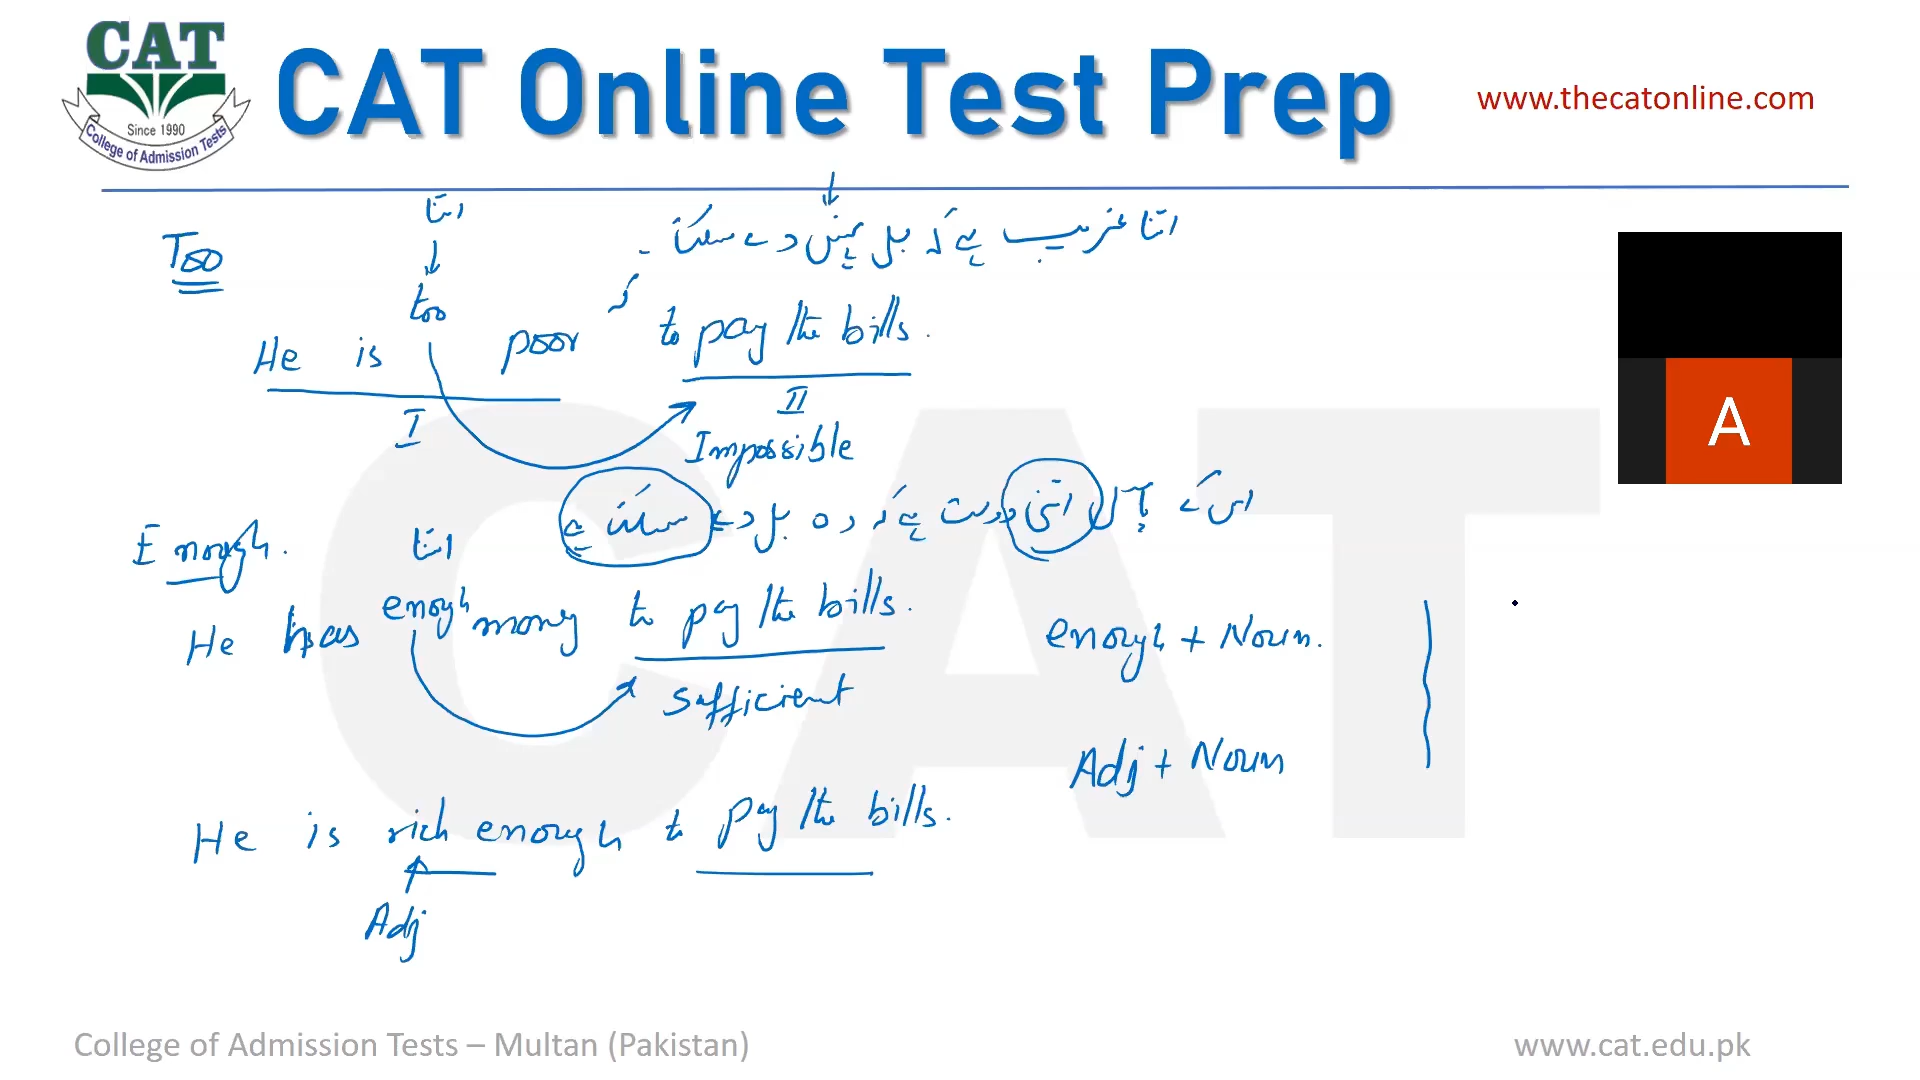 CAT
Since 1990
College of Admission Tests
CAT Online Test Prep
www.thecatonline.com
اتنا
اتنا غریب ہے کہ بل نہیں دے سکتا۔
Too
too
کہ
He is poor to pay the bills.
I
II
Impossible
اس کے پاس اتنی دولت ہے کہ وہ بل دے سکتا ہے
Enough.
اتنا
He has enough money to pay the bills.
enough + Noun.
Sufficient
Adj + Noun
He is rich enough to pay the bills.
Adj
A
CAT
College of Admission Tests – Multan (Pakistan)
www.cat.edu.pk